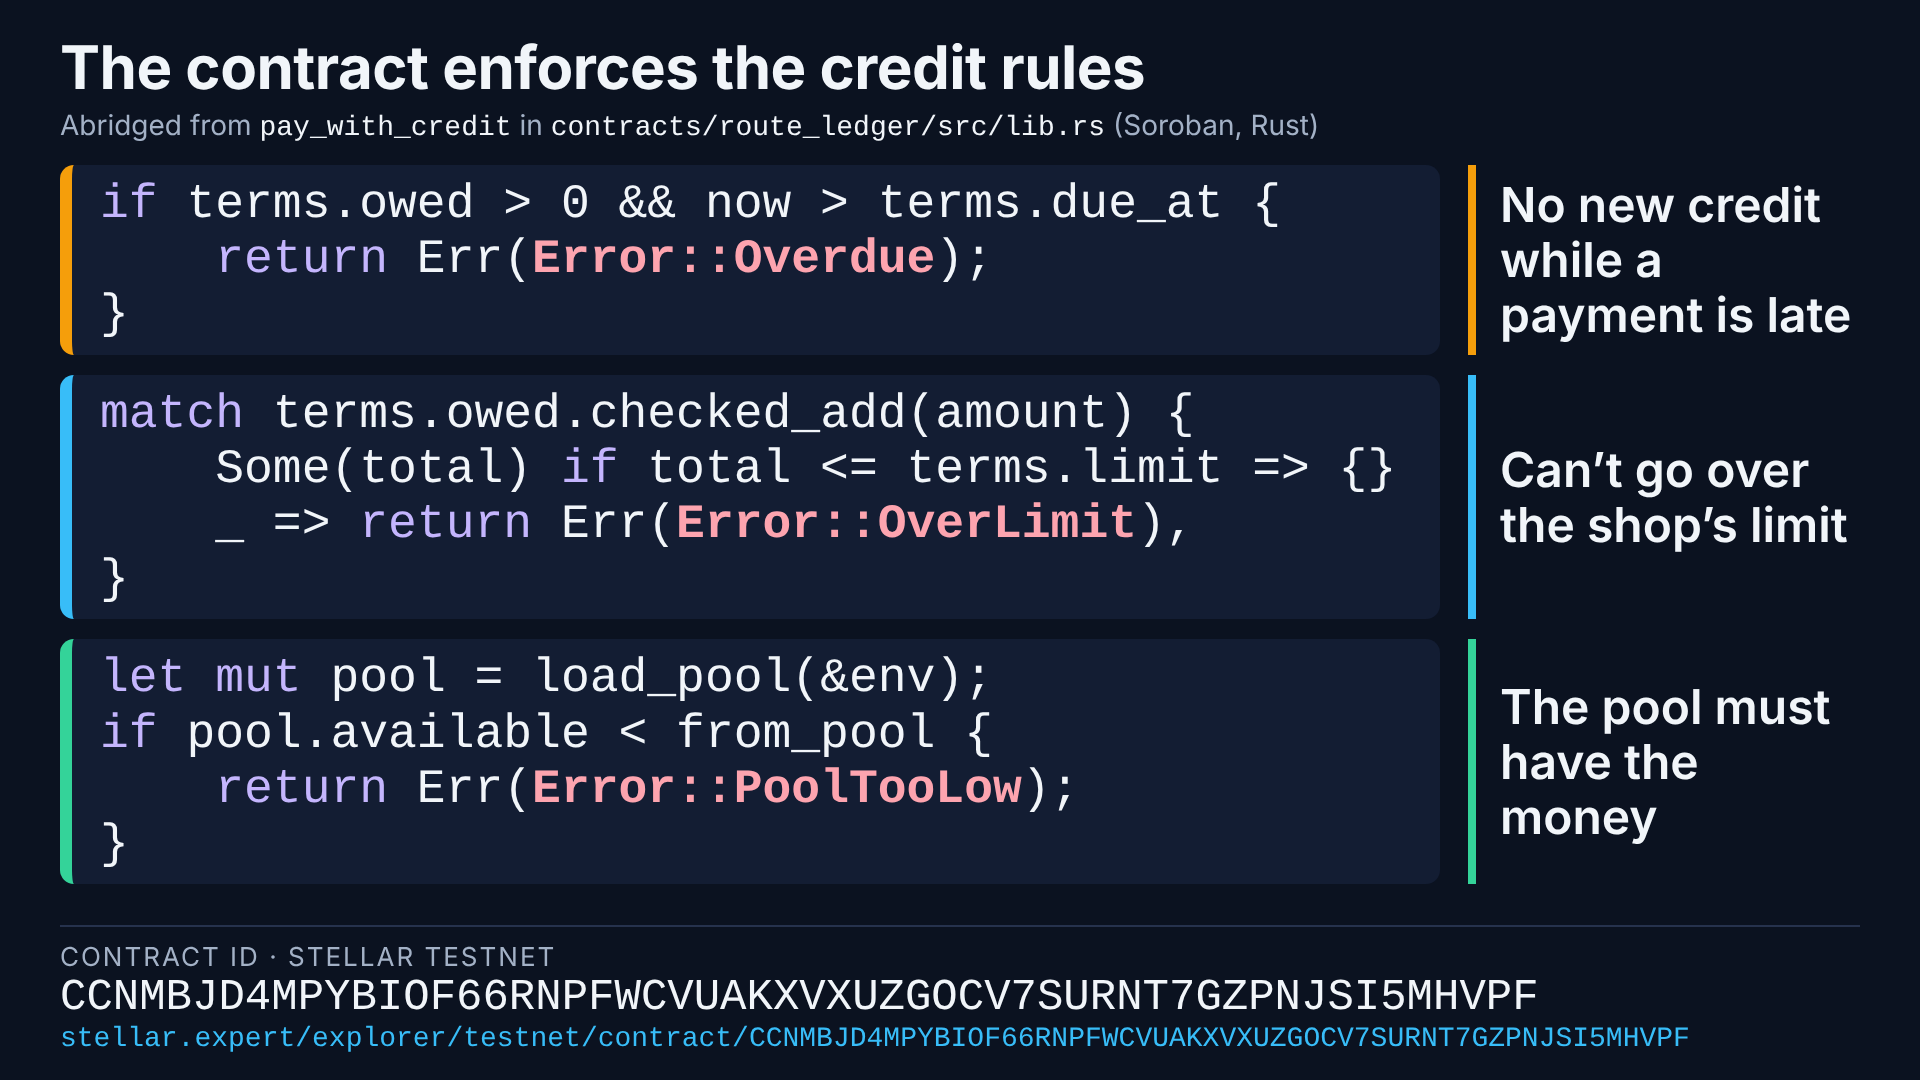 The contract enforces the credit rules
Abridged from pay_with_credit in contracts/route_ledger/src/lib.rs (Soroban, Rust)
if terms.owed > 0 && now > terms.due_at {
    return Err(Error::Overdue);
}
No new credit
while a
payment is late
match terms.owed.checked_add(amount) {
    Some(total) if total <= terms.limit => {}
    _ => return Err(Error::OverLimit),
}
Can’t go over
the shop’s limit
let mut pool = load_pool(&env);
if pool.available < from_pool {
    return Err(Error::PoolTooLow);
}
The pool must
have the
money
CONTRACT ID · STELLAR TESTNET
CCNMBJD4MPYBIOF66RNPFWCVUAKXVXUZGOCV7SURNT7GZPNJSI5MHVPF
stellar.expert/explorer/testnet/contract/CCNMBJD4MPYBIOF66RNPFWCVUAKXVXUZGOCV7SURNT7GZPNJSI5MHVPF